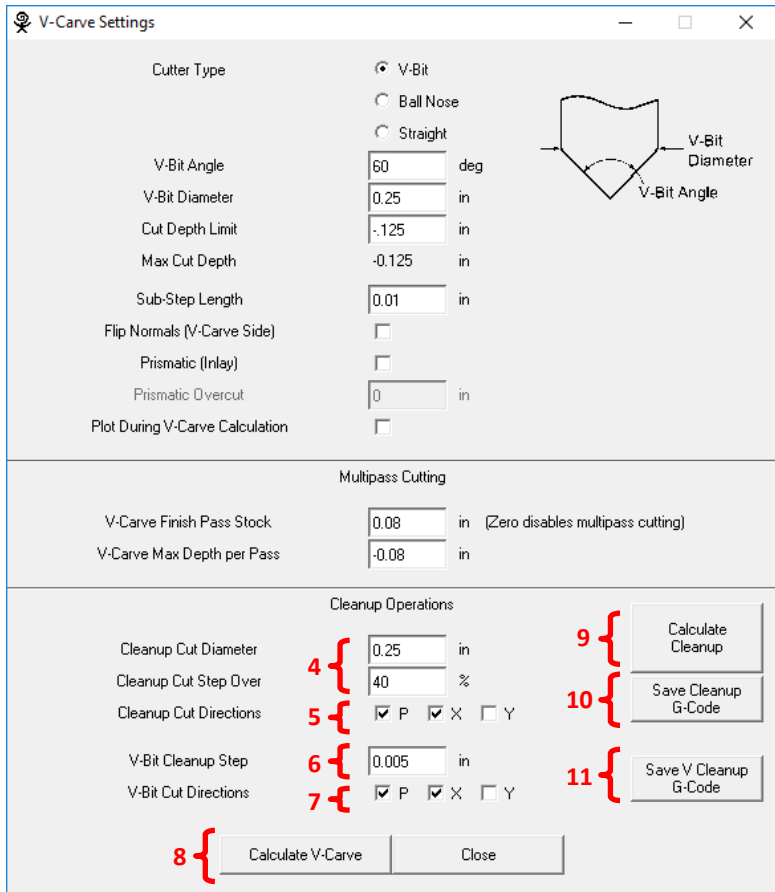 V-Carve Settings
Cutter Type
V-Bit
Ball Nose
Straight
V-Bit
Diameter
V-Bit Angle
V-Bit Angle 60 deg
V-Bit Diameter 0.25 in
Cut Depth Limit -.125 in
Max Cut Depth -0.125 in
Sub-Step Length 0.01 in
Flip Normals (V-Carve Side)
Prismatic (Inlay)
Prismatic Overcut 0 in
Plot During V-Carve Calculation
Multipass Cutting
V-Carve Finish Pass Stock 0.08 in (Zero disables multipass cutting)
V-Carve Max Depth per Pass -0.08 in
Cleanup Operations
Cleanup Cut Diameter 0.25 in
4
Cleanup Cut Step Over 40 %
Cleanup Cut Directions 5 P X Y
V-Bit Cleanup Step 6 0.005 in
V-Bit Cut Directions 7 P X Y
9 Calculate
Cleanup
10 Save Cleanup
G-Code
11 Save V Cleanup
G-Code
8 Calculate V-Carve Close